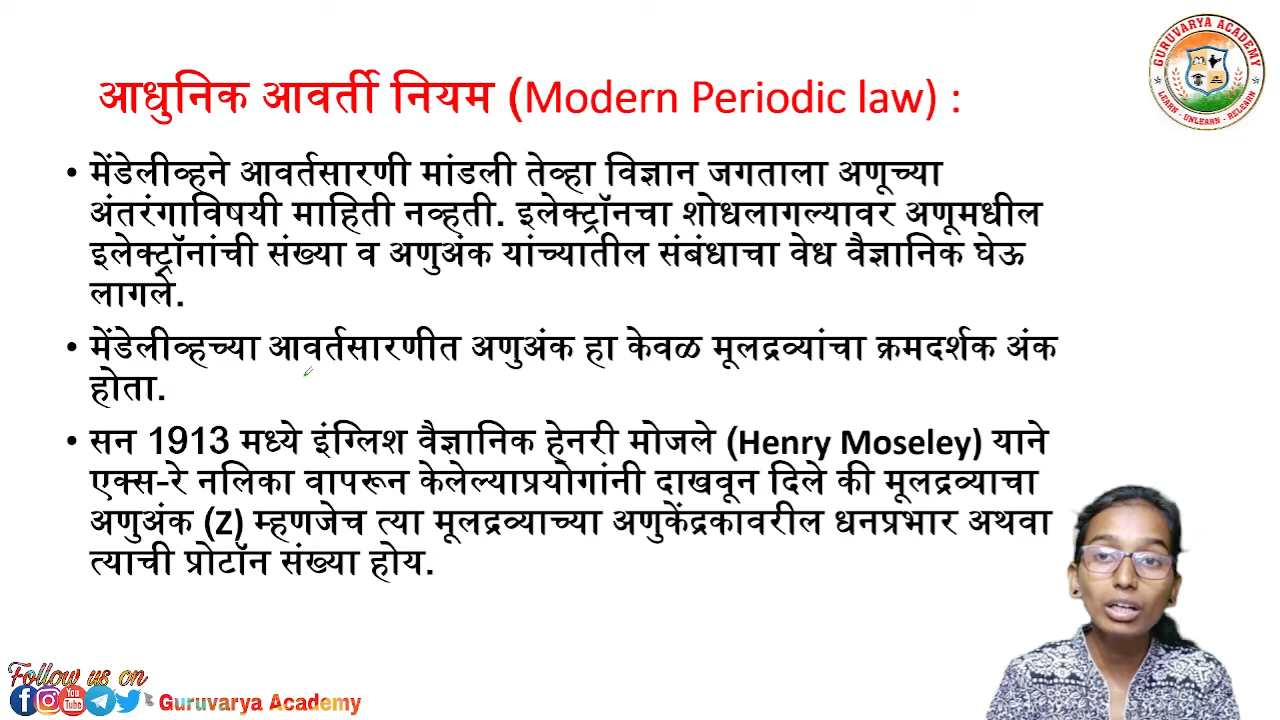 आधुनिक आवर्ती नियम (Modern Periodic law) :
GURUVARYA ACADEMY
LEARN - UNLEARN - RELEARN
• मेंडेलीव्हने आवर्तसारणी मांडली तेव्हा विज्ञान जगताला अणूच्या
अंतरंगाविषयी माहिती नव्हती. इलेक्ट्रॉनचा शोधलागल्यावर अणूमधील
इलेक्ट्रॉनांची संख्या व अणुअंक यांच्यातील संबंधाचा वेध वैज्ञानिक घेऊ
लागले.
• मेंडेलीव्हच्या आवर्तसारणीत अणुअंक हा केवळ मूलद्रव्यांचा क्रमदर्शक अंक
होता.
• सन 1913 मध्ये इंग्लिश वैज्ञानिक हेनरी मोजले (Henry Moseley) याने
एक्स-रे नलिका वापरून केलेल्याप्रयोगांनी दाखवून दिले की मूलद्रव्याचा
अणुअंक (Z) म्हणजेच त्या मूलद्रव्याच्या अणुकेंद्रकावरील धनप्रभार अथवा
त्याची प्रोटॉन संख्या होय.
Follow us on
You Tube
Guruvarya Academy